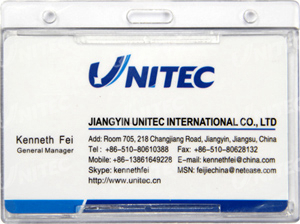 UNITEC
JIANGYIN UNITEC INTERNATIONAL CO., LTD
Add: Room 705, 218 Changjiang Road, Jiangyin, Jiangsu, China
Tel : +86-510-80610388 Fax: +86-510-80628132
Kenneth Fei Mobile: +86-13861649228 E-mail: kennethfei@china.com
General Manager Skype: kennethfei MSN: feijiechina@netease.com
http://www.unitec.cn